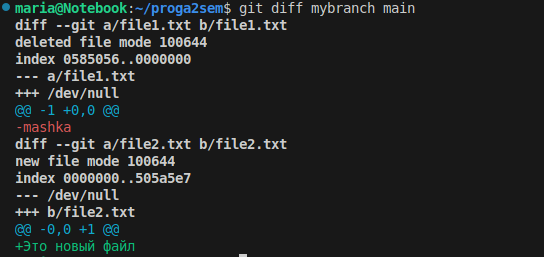 maria@Notebook:~/proga2sem$ git diff mybranch main
diff --git a/file1.txt b/file1.txt
deleted file mode 100644
index 0585056..0000000
--- a/file1.txt
+++ /dev/null
@@ -1 +0,0 @@
-mashka
diff --git a/file2.txt b/file2.txt
new file mode 100644
index 0000000..505a5e7
--- /dev/null
+++ b/file2.txt
@@ -0,0 +1 @@
+Это новый файл